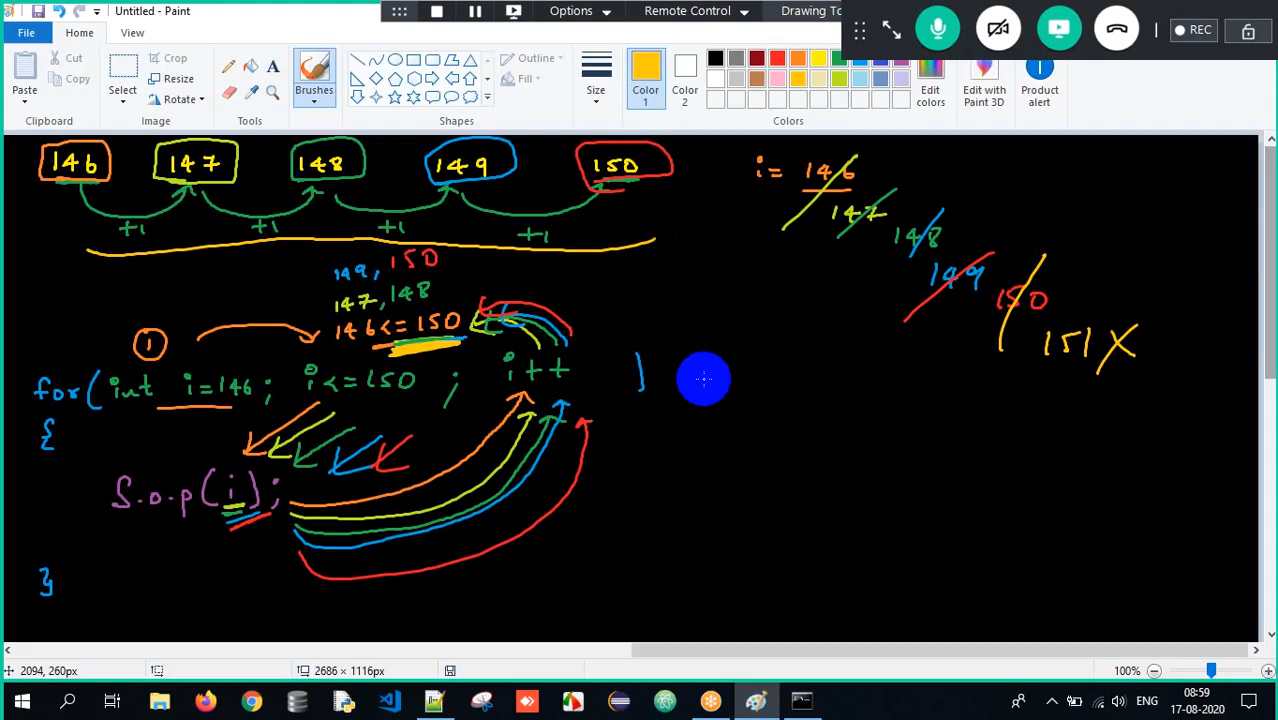 Untitled - Paint
Options
Remote Control
Drawing To
REC
File
Home
View
Paste
Cut
Copy
Clipboard
Select
Crop
Resize
Rotate
Image
Tools
Brushes
Shapes
Outline
Fill
Size
Color 1
Color 2
Colors
Edit colors
Edit with Paint 3D
Product alert
146 147 148 149 150
+1 +1 +1 +1
i= 146
147
148
149
150
151 X
149, 150
147, 148
146<=150
1
for( int i=146; i<=150 ; i++ )
{
S.o.p(i);
}
2094, 260px
2686 × 1116px
100%
ENG
08:59
17-08-2020